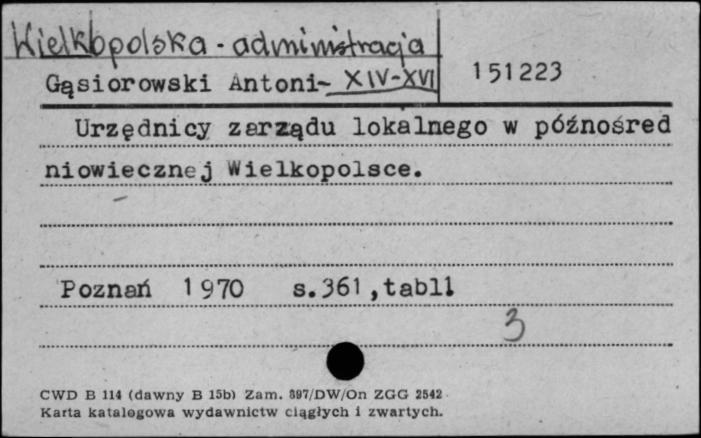 Wielkopolska - administracja
XIV-XVI
Gąsiorowski Antoni-
151223
Urzędnicy zarządu lokalnego w późnośred
niowiecznej Wielkopolsce.
Poznań 1970 s.361,tabl1
3
CWD B 114 (dawny B 15b) Zam. 897/DW/On ZGG 2542
Karta katalogowa wydawnictw ciągłych i zwartych.